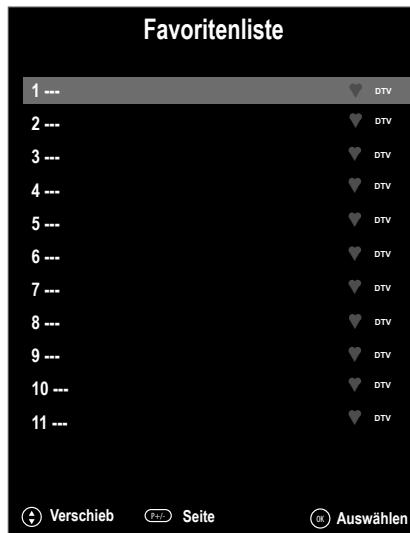 Favoritenliste
1 --- DTV
2 --- DTV
3 --- DTV
4 --- DTV
5 --- DTV
6 --- DTV
7 --- DTV
8 --- DTV
9 --- DTV
10 --- DTV
11 --- DTV
Verschieb P+/- Seite OK Auswählen